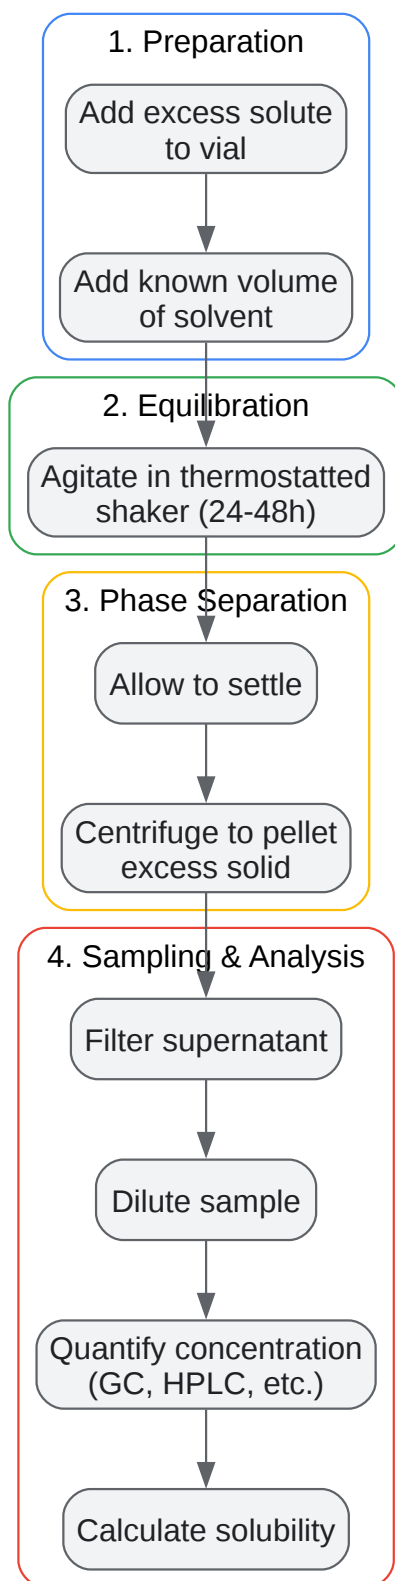 1. Preparation
Add excess solute
to vial
Add known volume
of solvent
2. Equilibration
Agitate in thermostatted
shaker (24-48h)
3. Phase Separation
Allow to settle
Centrifuge to pellet
excess solid
4. Sampling & Analysis
Filter supernatant
Dilute sample
Quantify concentration
(GC, HPLC, etc.)
Calculate solubility